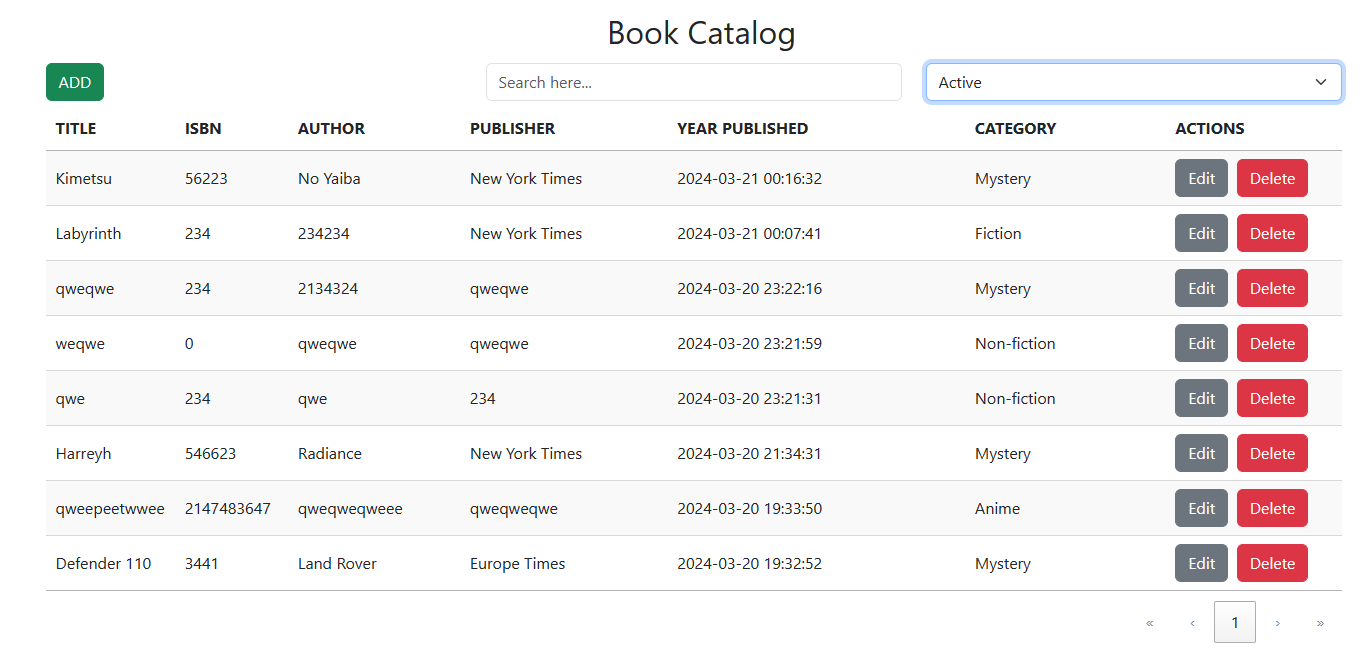 Book Catalog
ADD Search here... Active
TITLE ISBN AUTHOR PUBLISHER YEAR PUBLISHED CATEGORY ACTIONS
Kimetsu 56223 No Yaiba New York Times 2024-03-21 00:16:32 Mystery Edit Delete
Labyrinth 234 234234 New York Times 2024-03-21 00:07:41 Fiction Edit Delete
qweqwe 234 2134324 qweqwe 2024-03-20 23:22:16 Mystery Edit Delete
weqwe 0 qweqwe qweqwe 2024-03-20 23:21:59 Non-fiction Edit Delete
qwe 234 qwe 234 2024-03-20 23:21:31 Non-fiction Edit Delete
Harreyh 546623 Radiance New York Times 2024-03-20 21:34:31 Mystery Edit Delete
qweepeetwwee 2147483647 qweqweqweee qweqweqwe 2024-03-20 19:33:50 Anime Edit Delete
Defender 110 3441 Land Rover Europe Times 2024-03-20 19:32:52 Mystery Edit Delete
« ‹ 1 › »